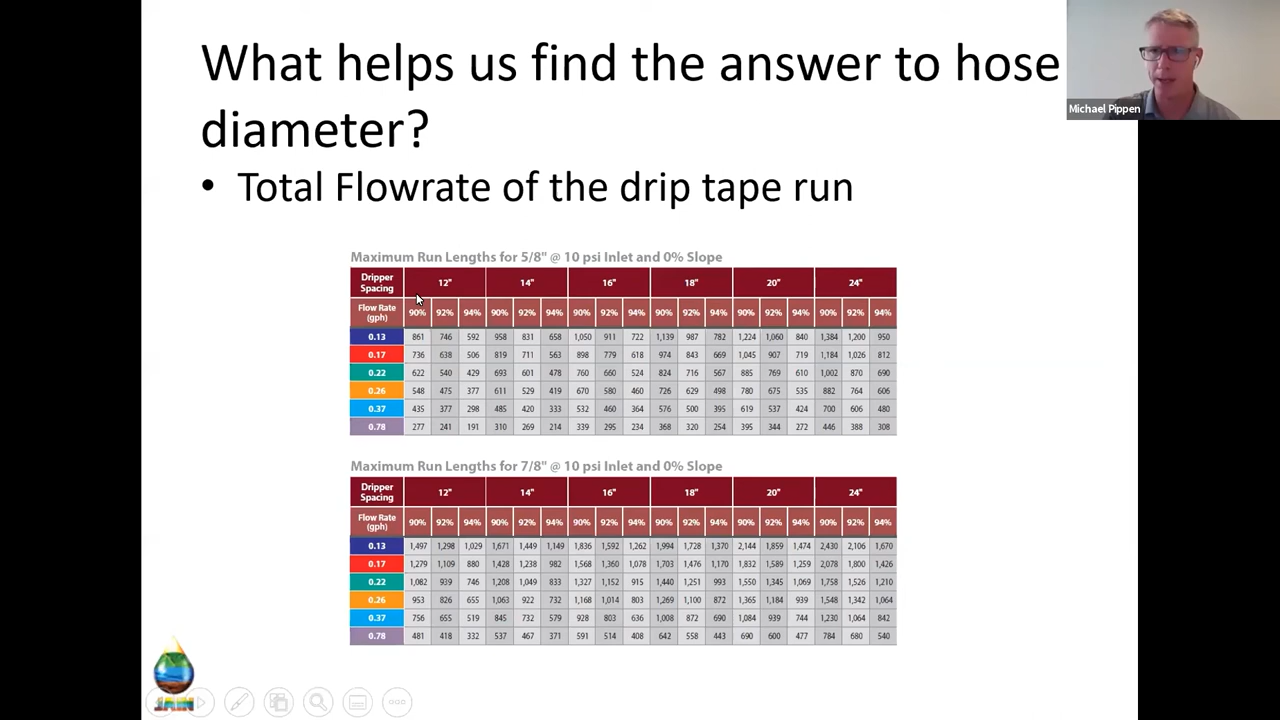 What helps us find the answer to hose
diameter?
Michael Pippen
• Total Flowrate of the drip tape run
Maximum Run Lengths for 5/8" @ 10 psi Inlet and 0% Slope
Dripper Spacing 12" 14" 16" 18" 20" 24"
Flow Rate (gph) 90% 92% 94% 90% 92% 94% 90% 92% 94% 90% 92% 94% 90% 92% 94% 90% 92% 94%
0.13 861 746 592 958 831 658 1,050 911 722 1,139 987 782 1,224 1,060 840 1,384 1,200 950
0.17 736 638 506 819 711 563 898 779 618 974 843 669 1,045 907 719 1,184 1,026 812
0.22 622 540 429 693 601 478 760 660 524 824 716 567 885 769 610 1,002 870 690
0.26 548 475 377 611 529 419 670 580 460 726 629 498 780 675 535 882 764 606
0.37 435 377 298 485 420 333 532 460 364 576 500 395 619 537 424 700 606 480
0.78 277 241 191 310 269 214 339 295 234 368 320 254 395 344 272 446 388 308
Maximum Run Lengths for 7/8" @ 10 psi Inlet and 0% Slope
Dripper Spacing 12" 14" 16" 18" 20" 24"
Flow Rate (gph) 90% 92% 94% 90% 92% 94% 90% 92% 94% 90% 92% 94% 90% 92% 94% 90% 92% 94%
0.13 1,497 1,298 1,029 1,671 1,449 1,149 1,836 1,592 1,262 1,994 1,728 1,370 2,144 1,859 1,474 2,430 2,106 1,670
0.17 1,279 1,109 880 1,428 1,238 982 1,568 1,360 1,078 1,703 1,476 1,170 1,832 1,589 1,259 2,078 1,800 1,426
0.22 1,082 939 746 1,208 1,049 833 1,327 1,152 915 1,440 1,251 993 1,550 1,345 1,069 1,758 1,526 1,210
0.26 953 826 655 1,063 922 732 1,168 1,014 803 1,269 1,100 872 1,365 1,184 939 1,548 1,342 1,064
0.37 756 655 519 845 732 579 928 803 636 1,008 872 690 1,084 939 744 1,230 1,064 842
0.78 481 418 332 537 467 371 591 514 408 642 558 443 690 600 477 784 680 540
JAIN